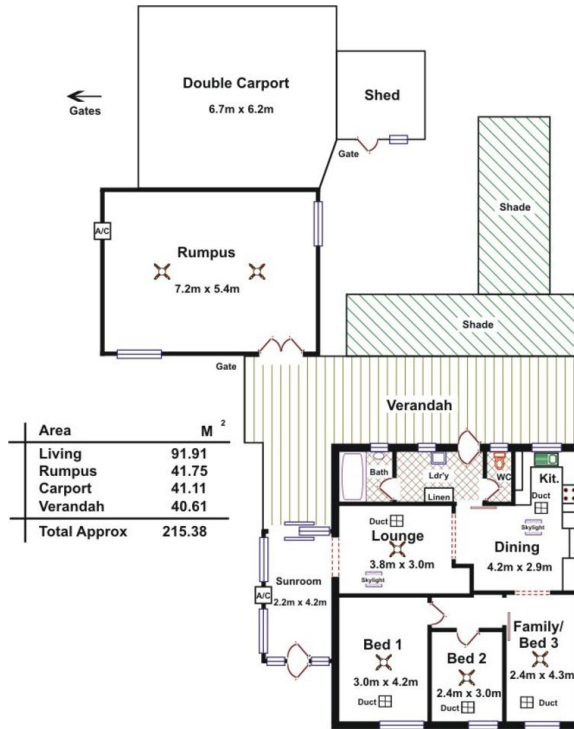 Double Carport
6.7m x 6.2m
Shed
Gates
Gate
Shade
A/C
Rumpus
7.2m x 5.4m
Shade
Gate
Verandah
Area M 2
Living 91.91
Rumpus 41.75
Carport 41.11
Verandah 40.61
Total Approx 215.38
Bath
Ldr'y
WC
Kit.
Linen
Duct
Duct
Skylight
Lounge
3.8m x 3.0m
Dining
4.2m x 2.9m
Skylight
Sunroom
2.2m x 4.2m
A/C
Bed 1
3.0m x 4.2m
Duct
Bed 2
2.4m x 3.0m
Duct
Family/
Bed 3
2.4m x 4.3m
Duct